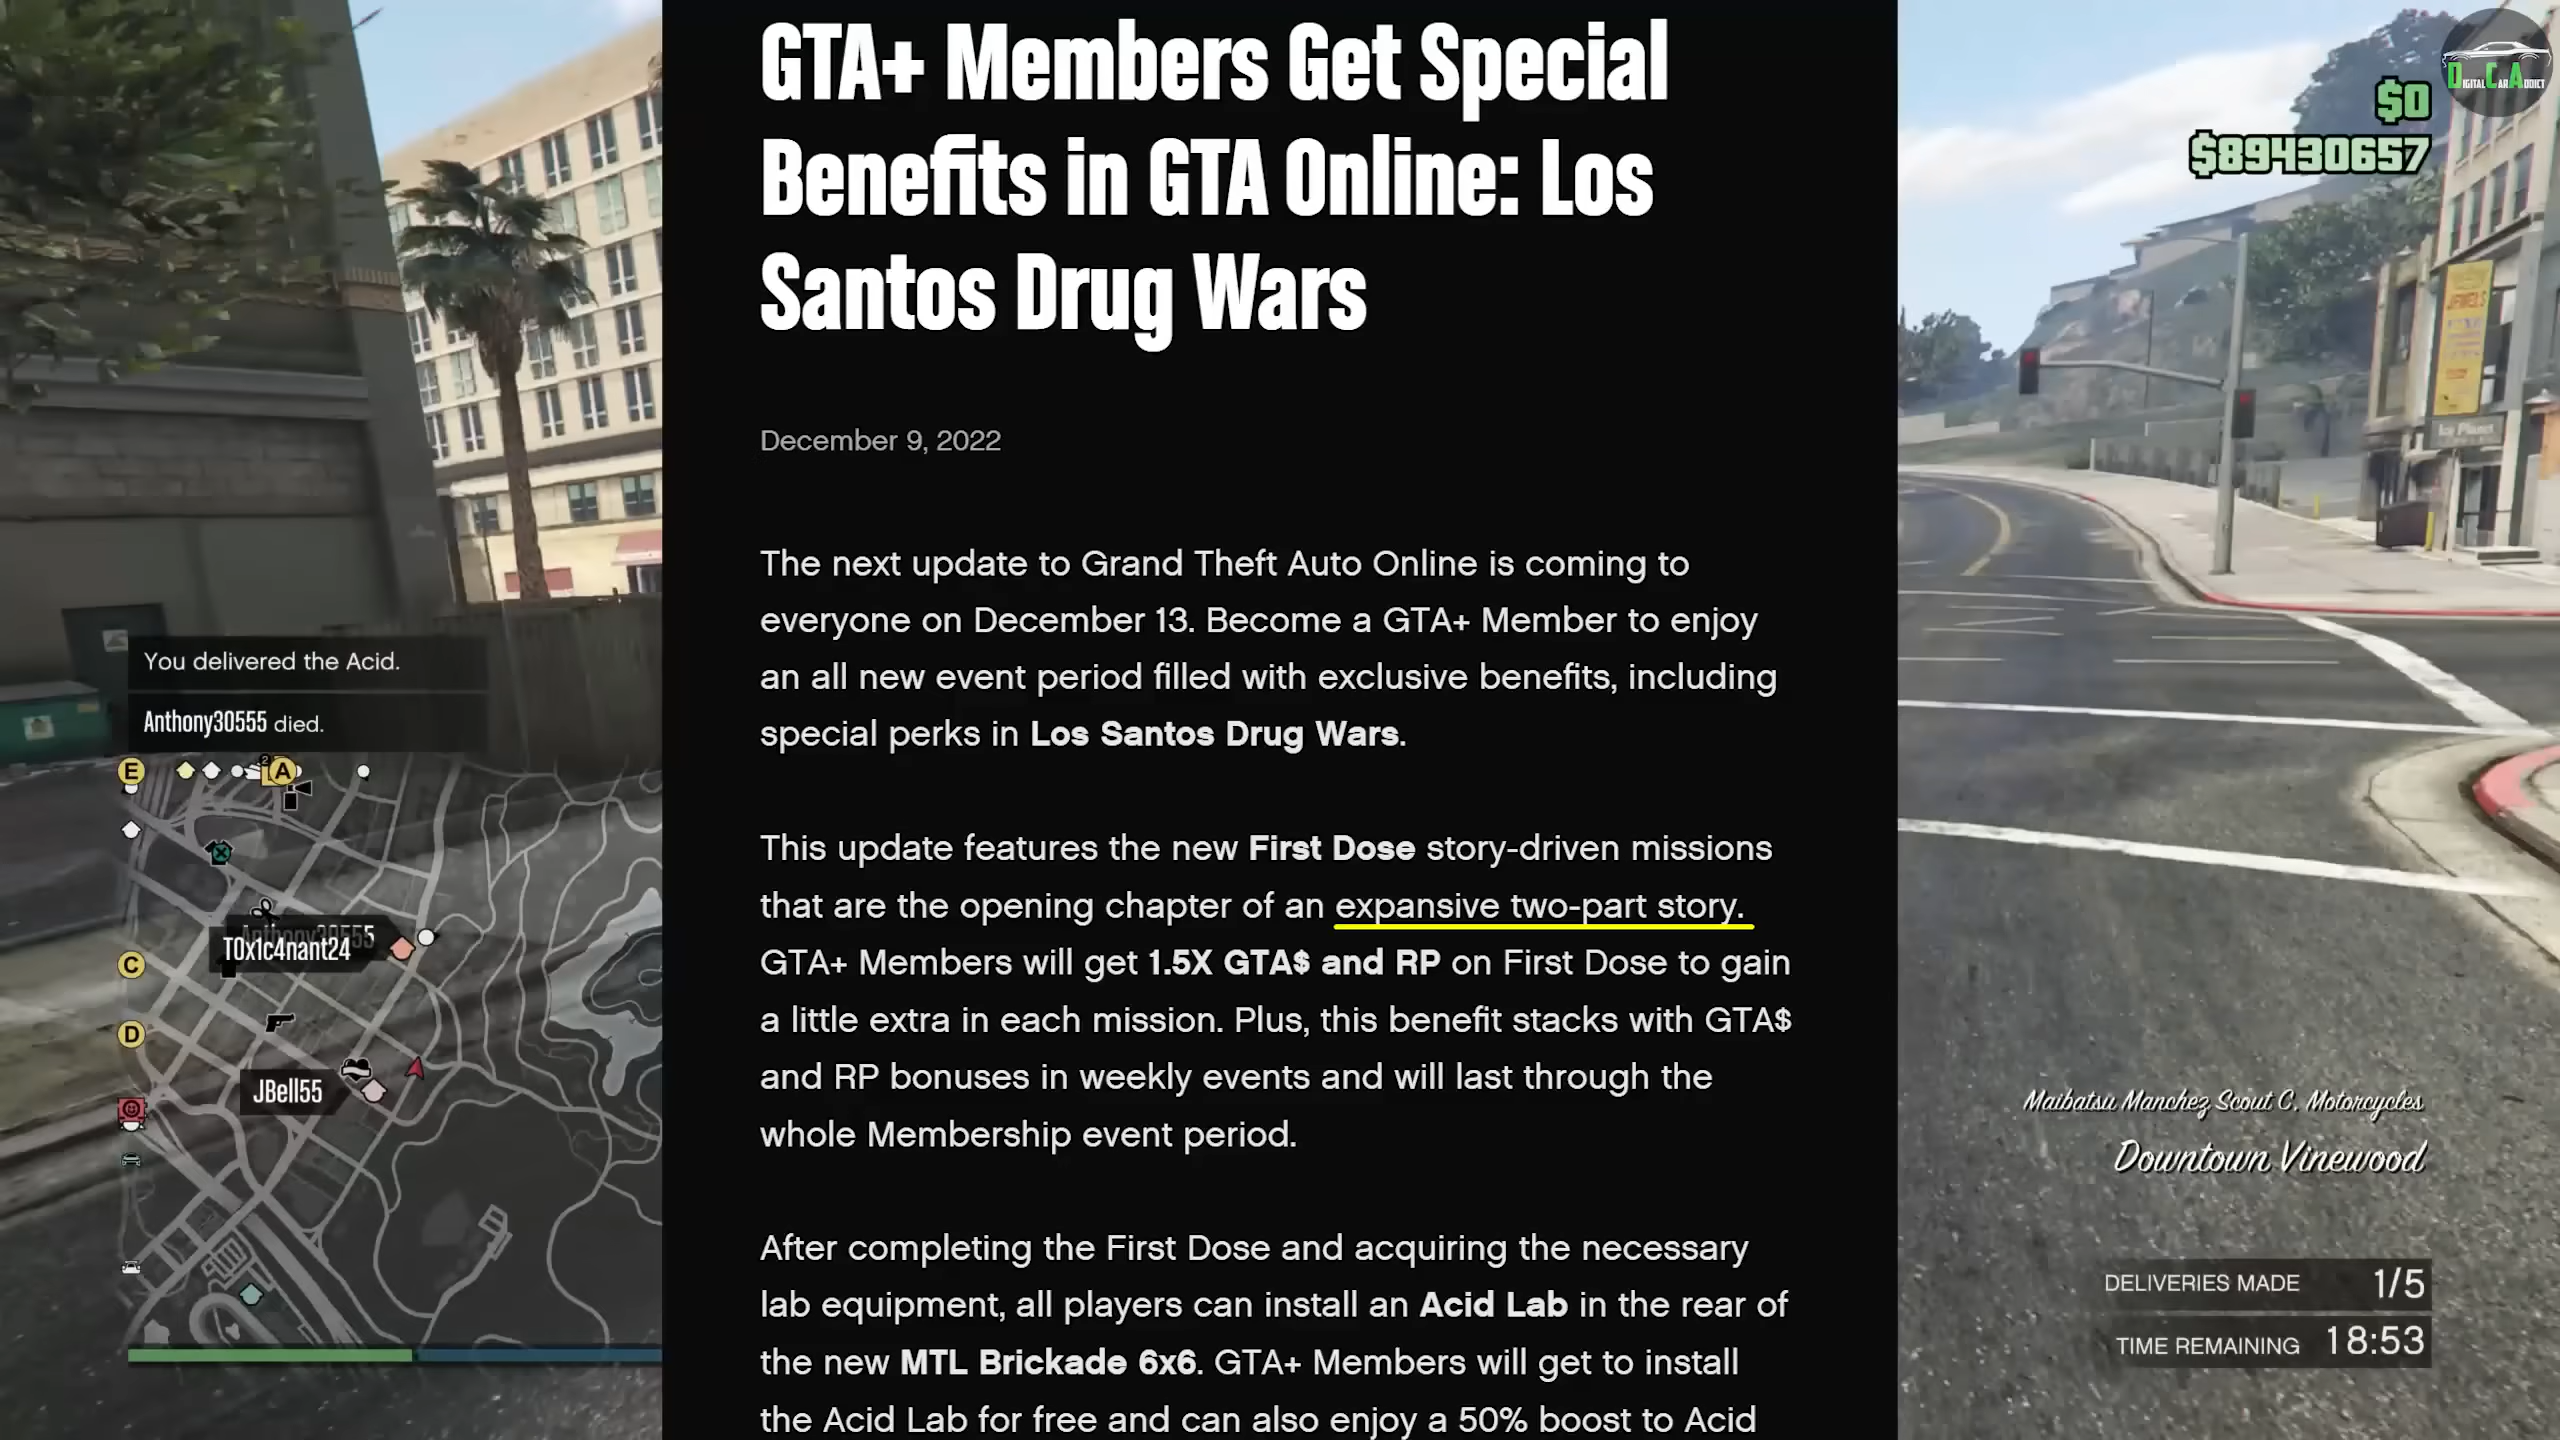 GTA+ Members Get Special
Benefits in GTA Online: Los
Santos Drug Wars
December 9, 2022
The next update to Grand Theft Auto Online is coming to
everyone on December 13. Become a GTA+ Member to enjoy
an all new event period filled with exclusive benefits, including
special perks in Los Santos Drug Wars.
This update features the new First Dose story-driven missions
that are the opening chapter of an expansive two-part story.
GTA+ Members will get 1.5X GTA$ and RP on First Dose to gain
a little extra in each mission. Plus, this benefit stacks with GTA$
and RP bonuses in weekly events and will last through the
whole Membership event period.
After completing the First Dose and acquiring the necessary
lab equipment, all players can install an Acid Lab in the rear of
the new MTL Brickade 6x6. GTA+ Members will get to install
the Acid Lab for free and can also enjoy a 50% boost to Acid
You delivered the Acid.
Anthony30555 died.
E
2
A
Anthony30555
T0x1c4nant24
C
D
JBell55
DIGITAL CAR ADDICT
$0
$89430657
JEWELS
Icy Planet
Maibatsu Manchez Scout C. Motorcycles
Downtown Vinewood
DELIVERIES MADE 1/5
TIME REMAINING 18:53